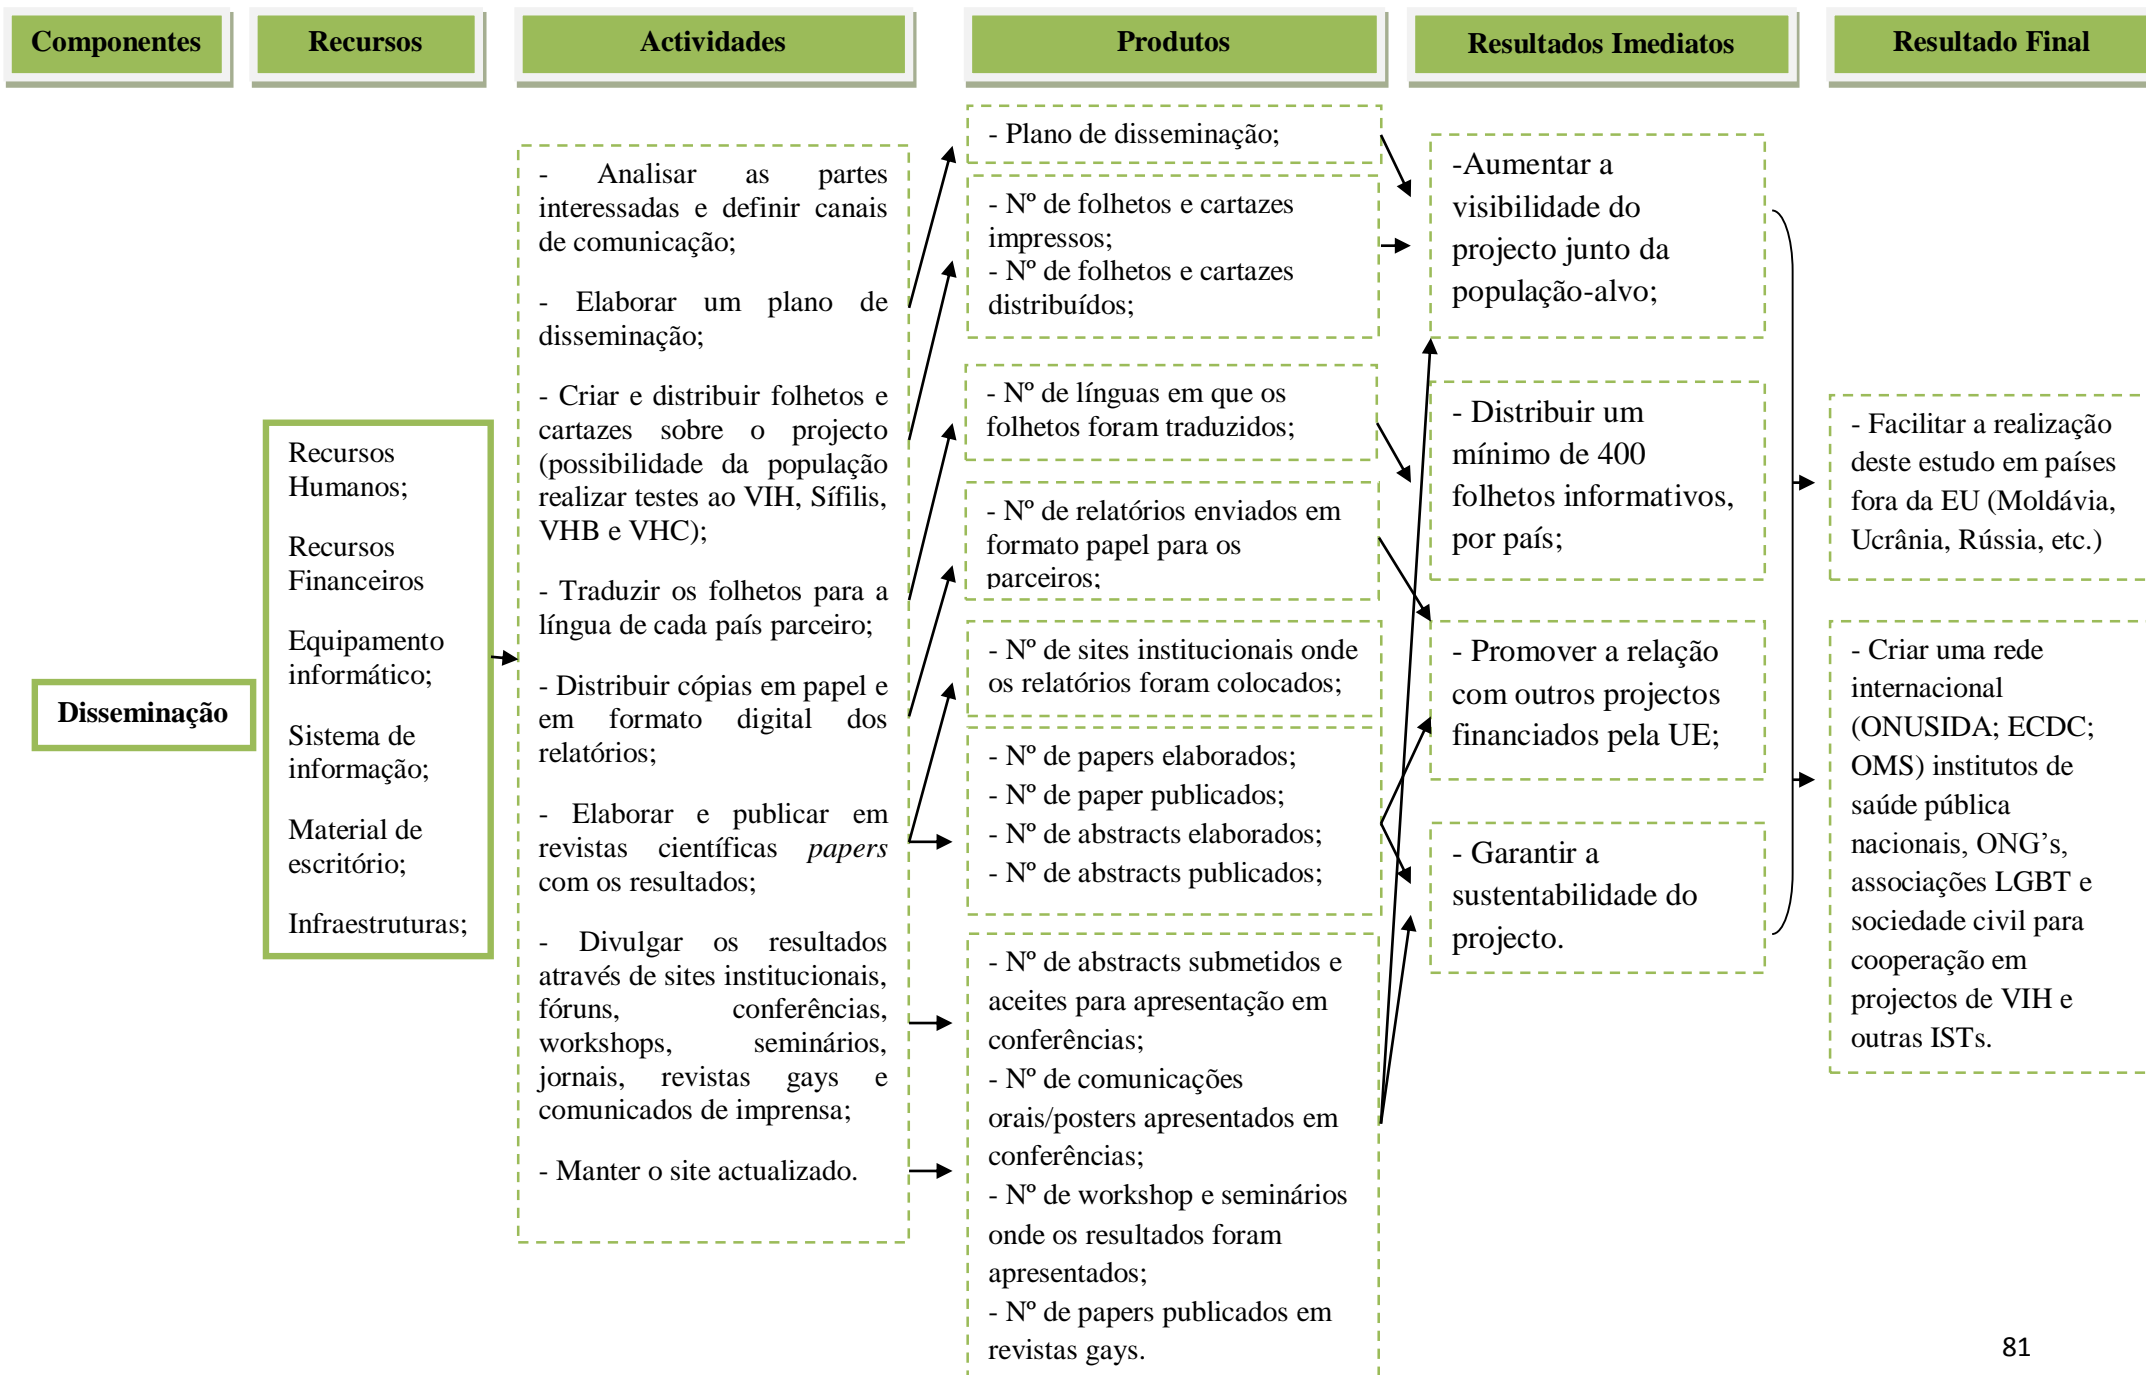 Componentes
Recursos
Actividades
Produtos
Resultados Imediatos
Resultado Final
Disseminação
Recursos
Humanos;
Recursos
Financeiros
Equipamento
informático;
Sistema de
informação;
Material de
escritório;
Infraestruturas;
- Analisar as partes
interessadas e definir canais
de comunicação;
- Elaborar um plano de
disseminação;
- Criar e distribuir folhetos e
cartazes sobre o projecto
(possibilidade da população
realizar testes ao VIH, Sífilis,
VHB e VHC);
- Traduzir os folhetos para a
língua de cada país parceiro;
- Distribuir cópias em papel e
em formato digital dos
relatórios;
- Elaborar e publicar em
revistas científicas papers
com os resultados;
- Divulgar os resultados
através de sites institucionais,
fóruns, conferências,
workshops, seminários,
jornais, revistas gays e
comunicados de imprensa;
- Manter o site actualizado.
- Plano de disseminação;
- Nº de folhetos e cartazes
impressos;
- Nº de folhetos e cartazes
distribuídos;
- Nº de línguas em que os
folhetos foram traduzidos;
- Nº de relatórios enviados em
formato papel para os
parceiros;
- Nº de sites institucionais onde
os relatórios foram colocados;
- Nº de papers elaborados;
- Nº de paper publicados;
- Nº de abstracts elaborados;
- Nº de abstracts publicados;
- Nº de abstracts submetidos e
aceites para apresentação em
conferências;
- Nº de comunicações
orais/posters apresentados em
conferências;
- Nº de workshop e seminários
onde os resultados foram
apresentados;
- Nº de papers publicados em
revistas gays.
-Aumentar a
visibilidade do
projecto junto da
população-alvo;
- Distribuir um
mínimo de 400
folhetos informativos,
por país;
- Promover a relação
com outros projectos
financiados pela UE;
- Garantir a
sustentabilidade do
projecto.
- Facilitar a realização
deste estudo em países
fora da EU (Moldávia,
Ucrânia, Rússia, etc.)
- Criar uma rede
internacional
(ONUSIDA; ECDC;
OMS) institutos de
saúde pública
nacionais, ONG’s,
associações LGBT e
sociedade civil para
cooperação em
projectos de VIH e
outras ISTs.
81